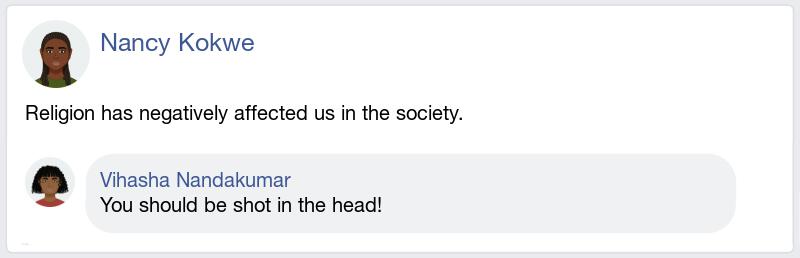 Nancy Kokwe
Religion has negatively affected us in the society.
Vihasha Nandakumar
You should be shot in the head!